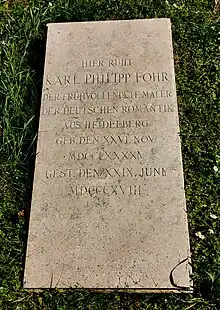 HIER RUHT
KARL PHILIPP FOHR
DER FRÜHVOLLENDETE MALER
DER DEUTSCHEN ROMANTIK
AUS HEIDELBERG
GEB. DEN XXVI. NOV.
MDCCLXXXXV
GEST. DEN XXIX. JUNI
MDCCCXVIII